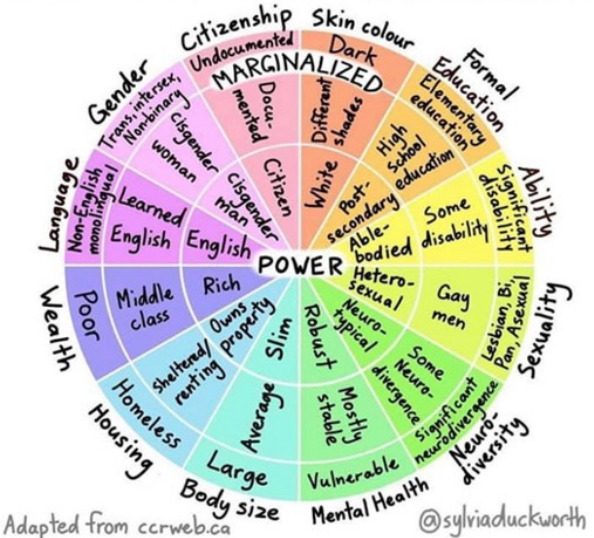 Citizenship
Undocumented
Docu-
mented
Citizen
Skin colour
Dark
Different
shades
White
Formal
Education
Elementary
education
High
School
education
Post-
secondary
Ability
Significant
disability
Some
disability
Able-
bodied
Sexuality
Lesbian, Bi,
Pan, Asexual
Gay
men
Hetero-
sexual
Neuro-
diversity
Significant
neurodivergence
Some
Neuro-
divergence
Neuro-
typical
Mental Health
Vulnerable
Mostly
stable
Robust
Body size
Large
Average
Slim
Housing
Homeless
Sheltered/
renting
Owns
property
Wealth
Poor
Middle
class
Rich
Language
Non-English
monolingual
Learned
English
English
Gender
Trans, intersex,
Non-binary
cisgender
woman
cisgender
man
MARGINALIZED
POWER
Adapted from ccrweb.ca
@sylviaduckworth